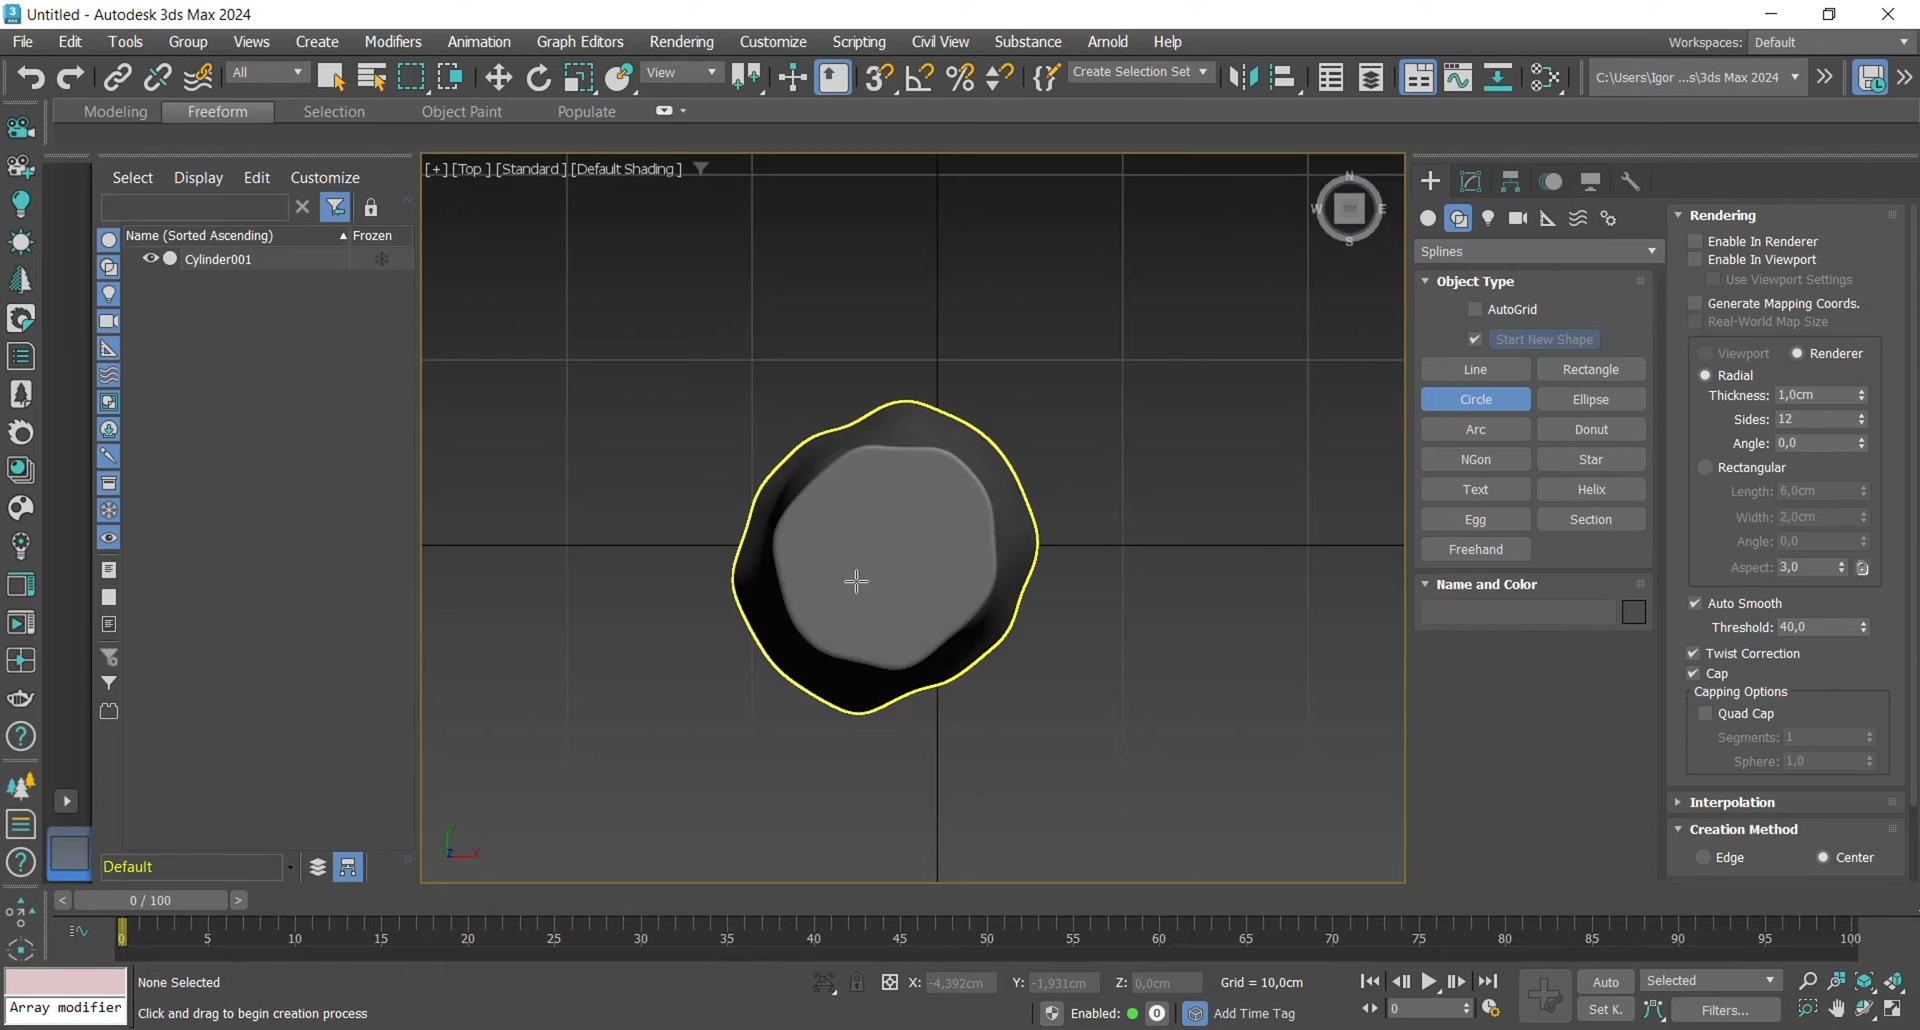 Untitled - Autodesk 3ds Max 2024
File Edit Tools Group Views Create Modifiers Animation Graph Editors Rendering Customize Scripting Civil View Substance Arnold Help Workspaces: Default
All View Create Selection Set C:\Users\Igor ...s\3ds Max 2024
Modeling Freeform Selection Object Paint Populate
Select Display Edit Customize
Name (Sorted Ascending) Frozen
Cylinder001
[+] [Top ] [Standard ] [Default Shading ]
N
W TOP E
S
Splines
Object Type
AutoGrid
Start New Shape
Line Rectangle
Circle Ellipse
Arc Donut
NGon Star
Text Helix
Egg Section
Freehand
Name and Color
Rendering
Enable In Renderer
Enable In Viewport
Use Viewport Settings
Generate Mapping Coords.
Real-World Map Size
Viewport Renderer
Radial
Thickness: 1,0cm
Sides: 12
Angle: 0,0
Rectangular
Length: 6,0cm
Width: 2,0cm
Angle: 0,0
Aspect: 3,0
Auto Smooth
Threshold: 40,0
Twist Correction
Cap
Capping Options
Quad Cap
Segments: 1
Sphere: 1,0
Interpolation
Creation Method
Edge Center
y
z x
Default
< 0 / 100 >
0 5 10 15 20 25 30 35 40 45 50 55 60 65 70 75 80 85 90 95 100
None Selected X: -4,392cm Y: -1,931cm Z: 0,0cm Grid = 10,0cm Auto Selected
Array modifier Click and drag to begin creation process Enabled: 0 Add Time Tag 0 Set K. Filters...